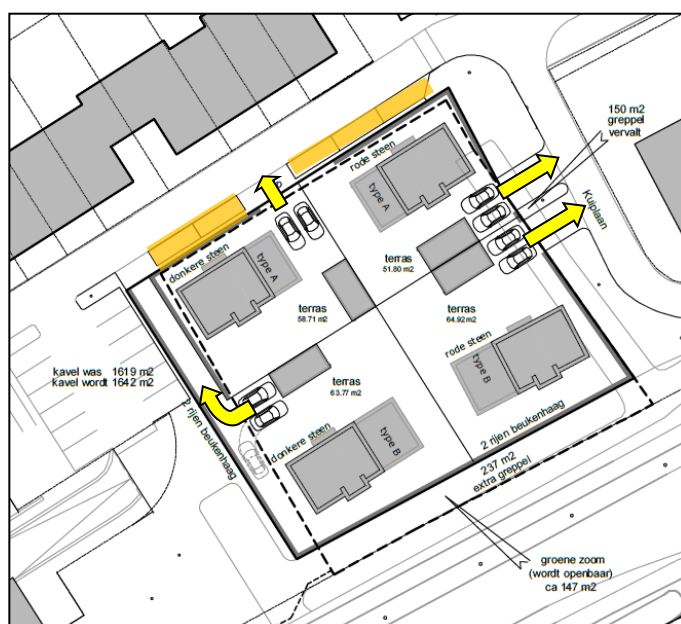 150 m2
greppel
vervalt
Kuiplaan
rode steen
type A
donkere steen
type A
terras
51.80 m2
terras
58.71 m2
terras
64.92 m2
kavel was 1619 m2
kavel wordt 1642 m2
rode steen
type B
terras
63.77 m2
2 rijen beukenhaag
donkere steen
type B
2 rijen beukenhaag
237 m2
extra greppel
groene zoom
(wordt openbaar)
ca 147 m2